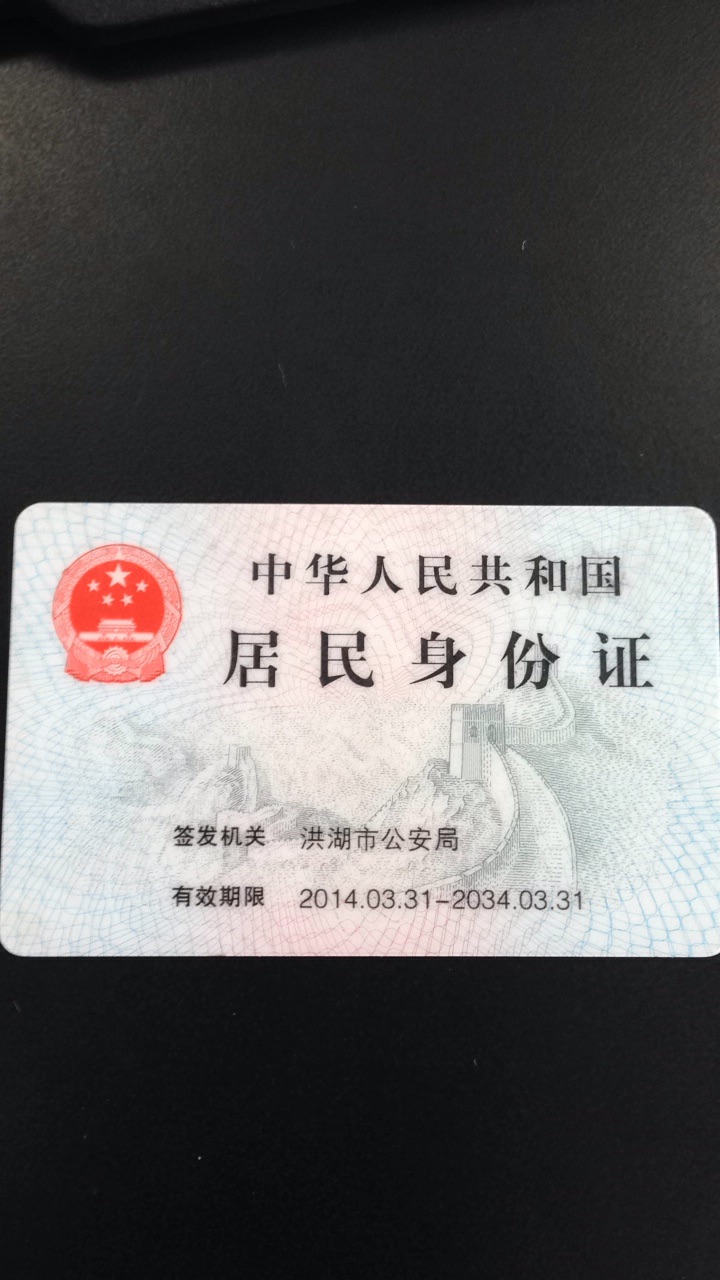 中华人民共和国
居民身份证
签发机关 洪湖市公安局
有效期限 2014.03.31-2034.03.31